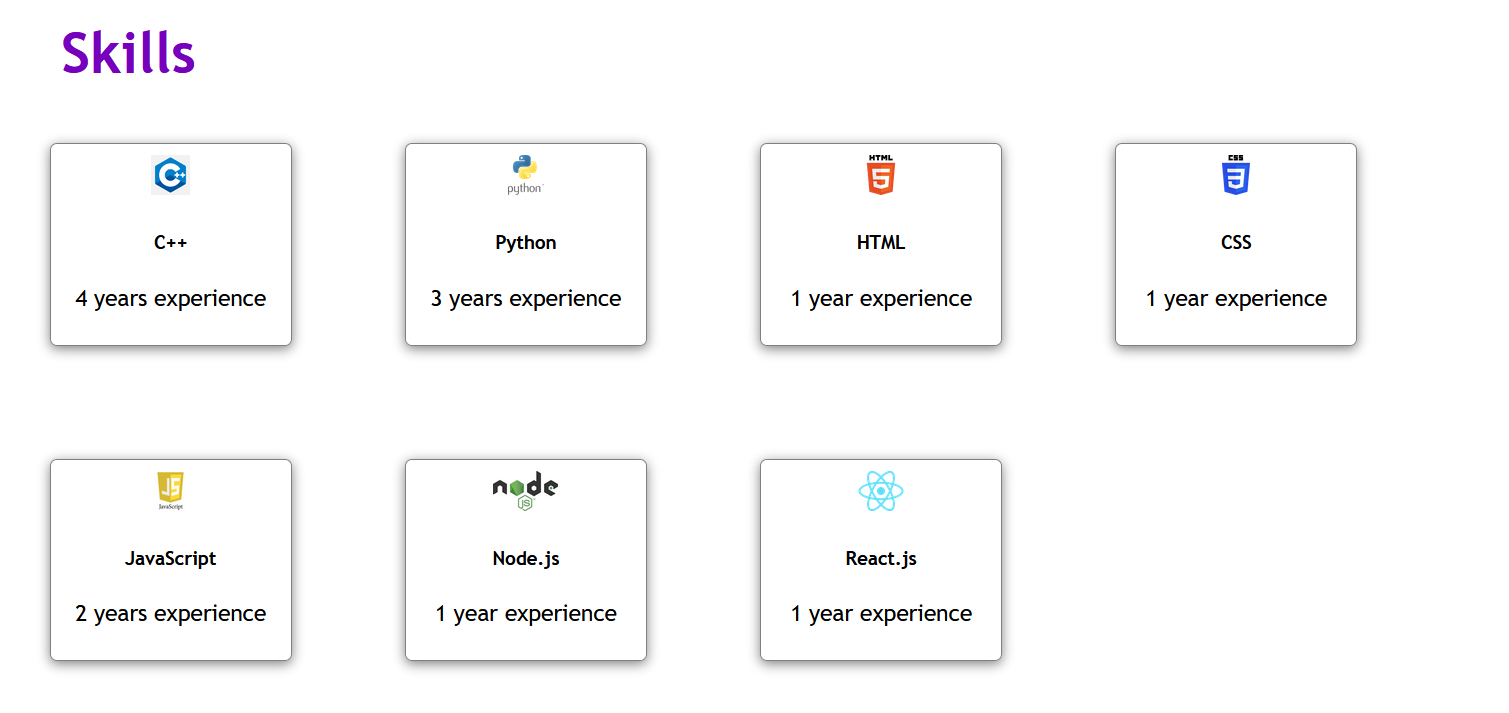 Skills
C++
C++
4 years experience
python
Python
3 years experience
HTML
5
HTML
1 year experience
CSS
3
CSS
1 year experience
JS
JavaScript
JavaScript
2 years experience
node
JS
Node.js
1 year experience
React.js
1 year experience